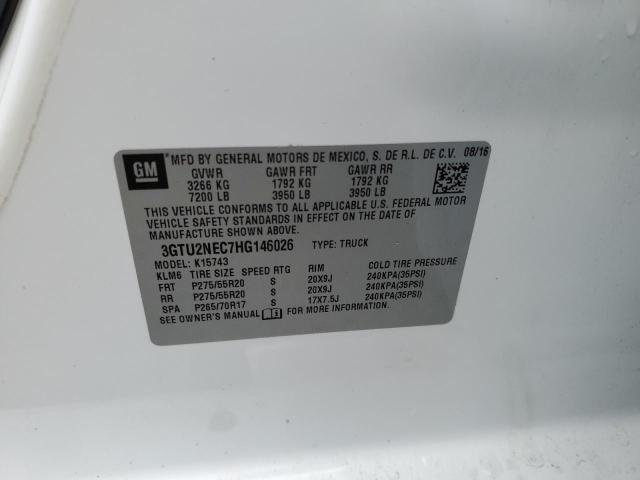 GM MFD BY GENERAL MOTORS DE MEXICO, S. DE R.L. DE C.V. 08/16
GVWR GAWR FRT GAWR RR
3266 KG 1792 KG 1792 KG
7200 LB 3950 LB 3950 LB
THIS VEHICLE CONFORMS TO ALL APPLICABLE U.S. FEDERAL MOTOR
VEHICLE SAFETY STANDARDS IN EFFECT ON THE DATE OF
MANUFACTURE SHOWN ABOVE.
3GTU2NEC7HG146026 TYPE: TRUCK
MODEL: K15743
KLM6 TIRE SIZE SPEED RTG RIM COLD TIRE PRESSURE
FRT P275/55R20 S 20X9J 240KPA(35PSI)
RR P275/55R20 S 20X9J 240KPA(35PSI)
SPA P265/70R17 S 17X7.5J 240KPA(35PSI)
SEE OWNER'S MANUAL FOR MORE INFORMATION.